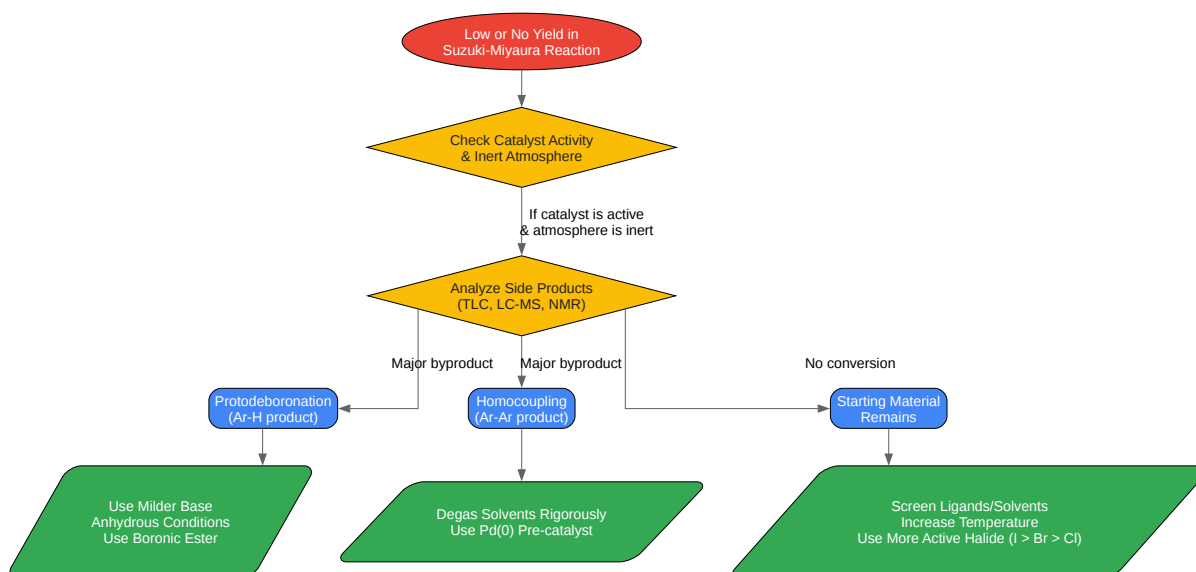 Low or No Yield in
Suzuki-Miyaura Reaction
Check Catalyst Activity
& Inert Atmosphere
If catalyst is active
& atmosphere is inert
Analyze Side Products
(TLC, LC-MS, NMR)
Major byproduct
Major byproduct
No conversion
Protodeboronation
(Ar-H product)
Homocoupling
(Ar-Ar product)
Starting Material
Remains
Use Milder Base
Anhydrous Conditions
Use Boronic Ester
Degas Solvents Rigorously
Use Pd(0) Pre-catalyst
Screen Ligands/Solvents
Increase Temperature
Use More Active Halide (I > Br > Cl)